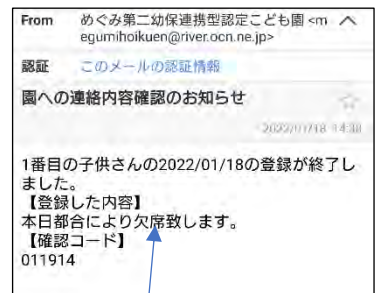 From めぐみ第二幼保連携型認定こども園 <m
egumihoikuen@river.ocn.ne.jp>
認証 このメールの認証情報
園への連絡内容確認のお知らせ
2022/01/18 14:38
1番目の子供さんの2022/01/18の登録が終了し
ました。
【登録した内容】
本日都合により欠席致します。
【確認コード】
011914